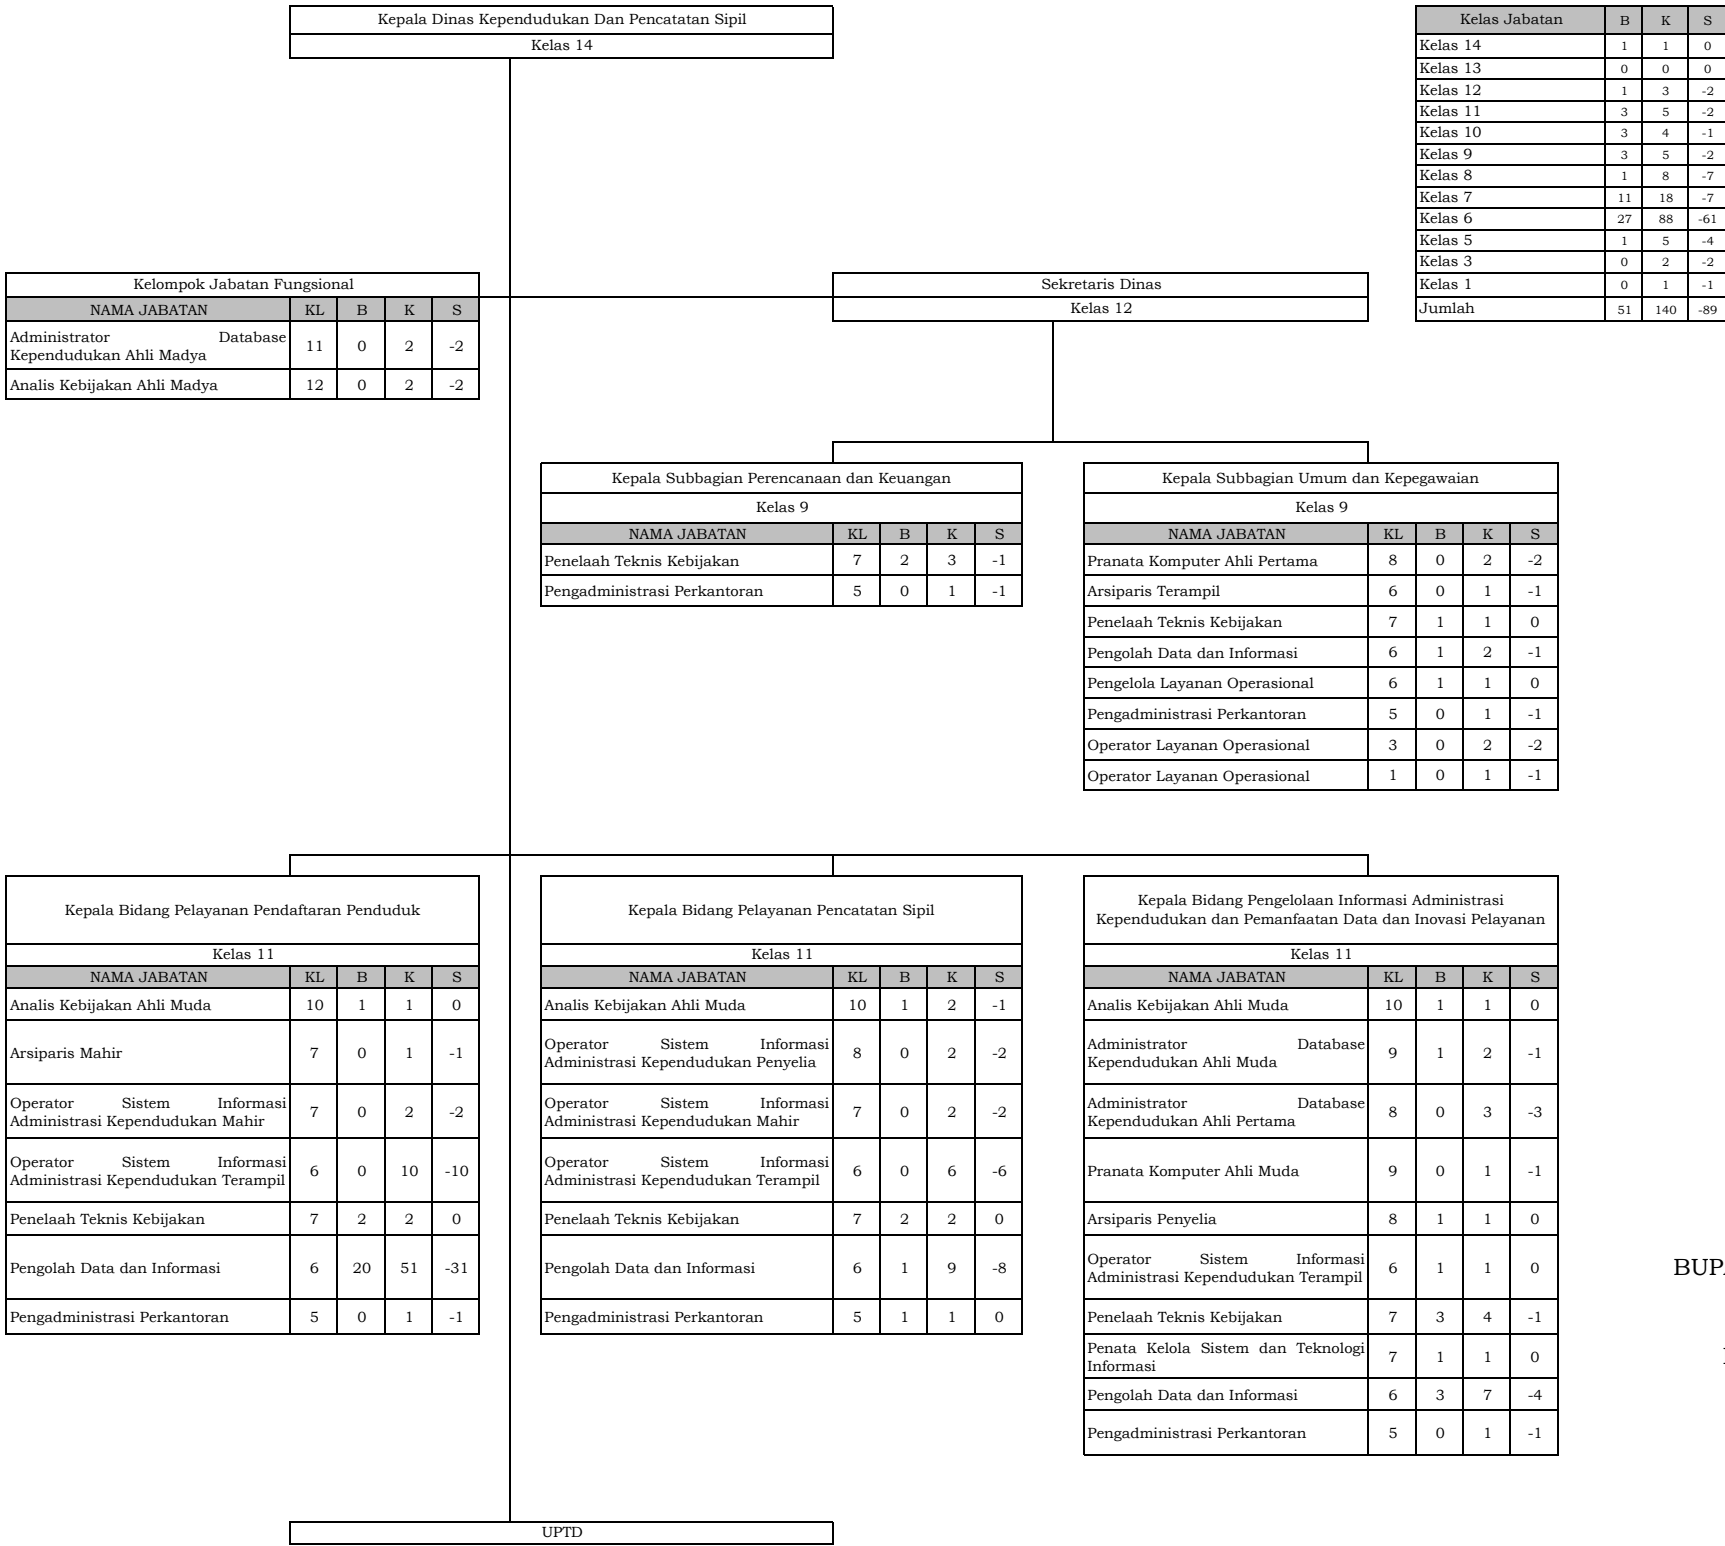 Kepala Dinas Kependudukan Dan Pencatatan Sipil
Kelas 14
Kelas Jabatan B K S
Kelas 14 1 1 0
Kelas 13 0 0 0
Kelas 12 1 3 -2
Kelas 11 3 5 -2
Kelas 10 3 4 -1
Kelas 9 3 5 -2
Kelas 8 1 8 -7
Kelas 7 11 18 -7
Kelas 6 27 88 -61
Kelas 5 1 5 -4
Kelas 3 0 2 -2
Kelas 1 0 1 -1
Jumlah 51 140 -89
Kelompok Jabatan Fungsional
NAMA JABATAN KL B K S
Administrator Database
Kependudukan Ahli Madya 11 0 2 -2
Analis Kebijakan Ahli Madya 12 0 2 -2
Sekretaris Dinas
Kelas 12
Kepala Subbagian Perencanaan dan Keuangan
Kelas 9
NAMA JABATAN KL B K S
Penelaah Teknis Kebijakan 7 2 3 -1
Pengadministrasi Perkantoran 5 0 1 -1
Kepala Subbagian Umum dan Kepegawaian
Kelas 9
NAMA JABATAN KL B K S
Pranata Komputer Ahli Pertama 8 0 2 -2
Arsiparis Terampil 6 0 1 -1
Penelaah Teknis Kebijakan 7 1 1 0
Pengolah Data dan Informasi 6 1 2 -1
Pengelola Layanan Operasional 6 1 1 0
Pengadministrasi Perkantoran 5 0 1 -1
Operator Layanan Operasional 3 0 2 -2
Operator Layanan Operasional 1 0 1 -1
Kepala Bidang Pelayanan Pendaftaran Penduduk
Kelas 11
NAMA JABATAN KL B K S
Analis Kebijakan Ahli Muda 10 1 1 0
Arsiparis Mahir 7 0 1 -1
Operator Sistem Informasi
Administrasi Kependudukan Mahir 7 0 2 -2
Operator Sistem Informasi
Administrasi Kependudukan Terampil 6 0 10 -10
Penelaah Teknis Kebijakan 7 2 2 0
Pengolah Data dan Informasi 6 20 51 -31
Pengadministrasi Perkantoran 5 0 1 -1
Kepala Bidang Pelayanan Pencatatan Sipil
Kelas 11
NAMA JABATAN KL B K S
Analis Kebijakan Ahli Muda 10 1 2 -1
Operator Sistem Informasi
Administrasi Kependudukan Penyelia 8 0 2 -2
Operator Sistem Informasi
Administrasi Kependudukan Mahir 7 0 2 -2
Operator Sistem Informasi
Administrasi Kependudukan Terampil 6 0 6 -6
Penelaah Teknis Kebijakan 7 2 2 0
Pengolah Data dan Informasi 6 1 9 -8
Pengadministrasi Perkantoran 5 1 1 0
Kepala Bidang Pengelolaan Informasi Administrasi
Kependudukan dan Pemanfaatan Data dan Inovasi Pelayanan
Kelas 11
NAMA JABATAN KL B K S
Analis Kebijakan Ahli Muda 10 1 1 0
Administrator Database
Kependudukan Ahli Muda 9 1 2 -1
Administrator Database
Kependudukan Ahli Pertama 8 0 3 -3
Pranata Komputer Ahli Muda 9 0 1 -1
Arsiparis Penyelia 8 1 1 0
Operator Sistem Informasi
Administrasi Kependudukan Terampil 6 1 1 0
Penelaah Teknis Kebijakan 7 3 4 -1
Penata Kelola Sistem dan Teknologi
Informasi 7 1 1 0
Pengolah Data dan Informasi 6 3 7 -4
Pengadministrasi Perkantoran 5 0 1 -1
UPTD